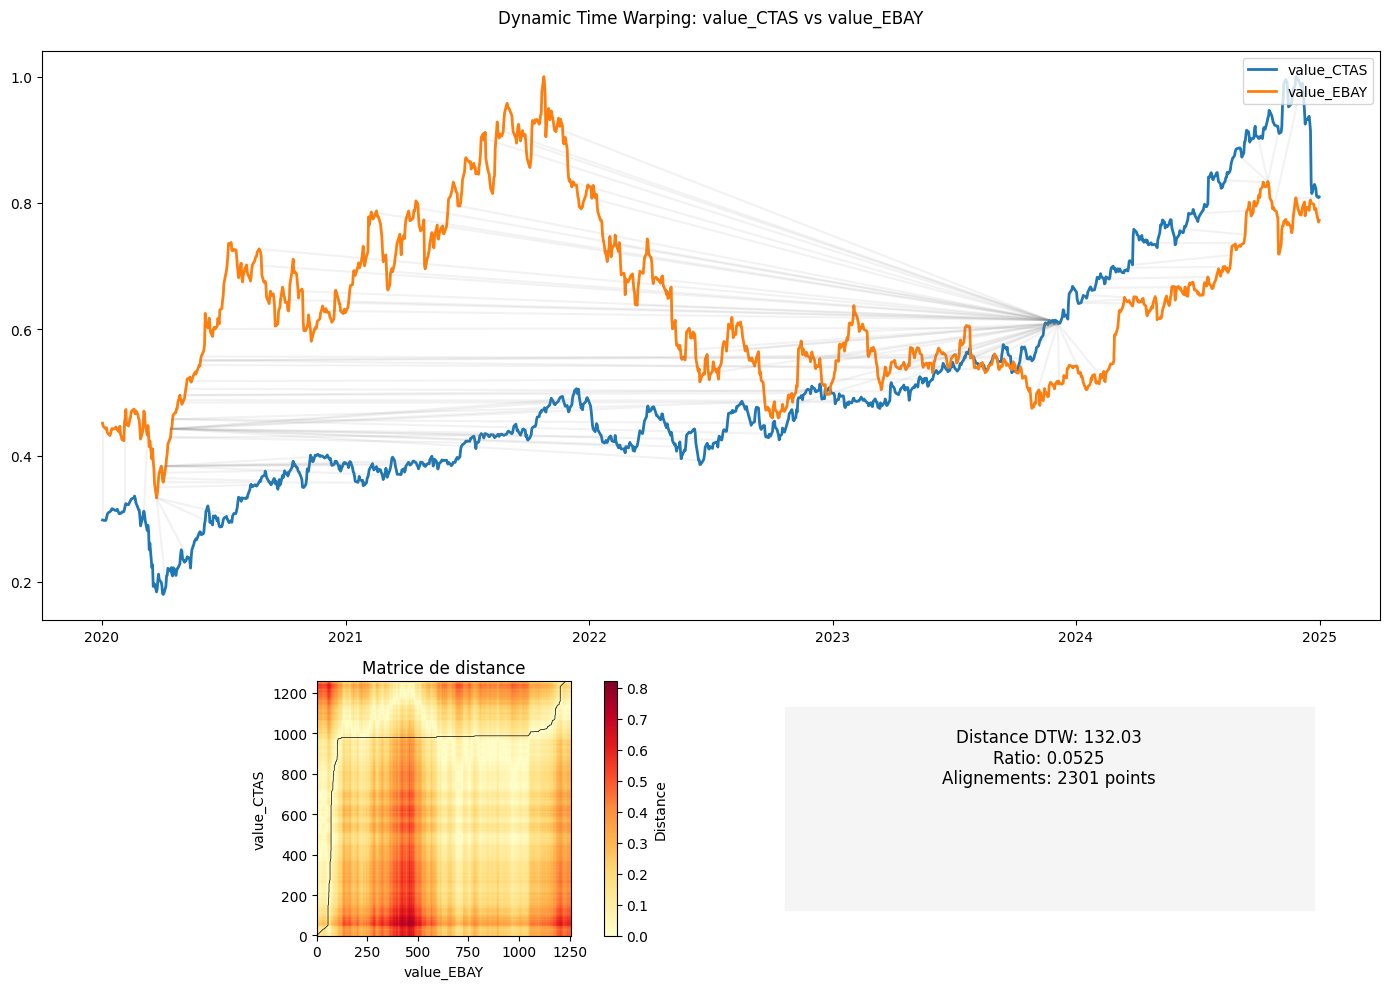 Dynamic Time Warping: value_CTAS vs value_EBAY
1.0
0.8
0.6
0.4
0.2
value_CTAS
value_EBAY
2020 2021 2022 2023 2024 2025
Matrice de distance
value_CTAS
1200
1000
800
600
400
200
0
0 250 500 750 1000 1250
value_EBAY
0.8
0.7
0.6
0.5
0.4
0.3
0.2
0.1
0.0
Distance
Distance DTW: 132.03
Ratio: 0.0525
Alignements: 2301 points